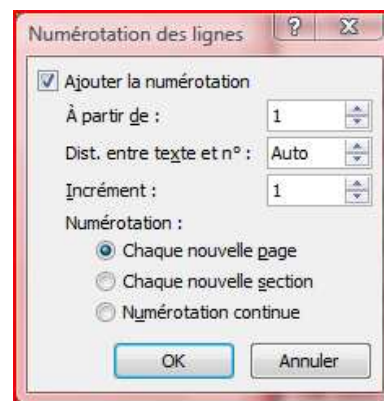 Numérotation des lignes
Ajouter la numérotation
À partir de : 1
Dist. entre texte et n° : Auto
Incrément : 1
Numérotation :
Chaque nouvelle page
Chaque nouvelle section
Numérotation continue
OK Annuler